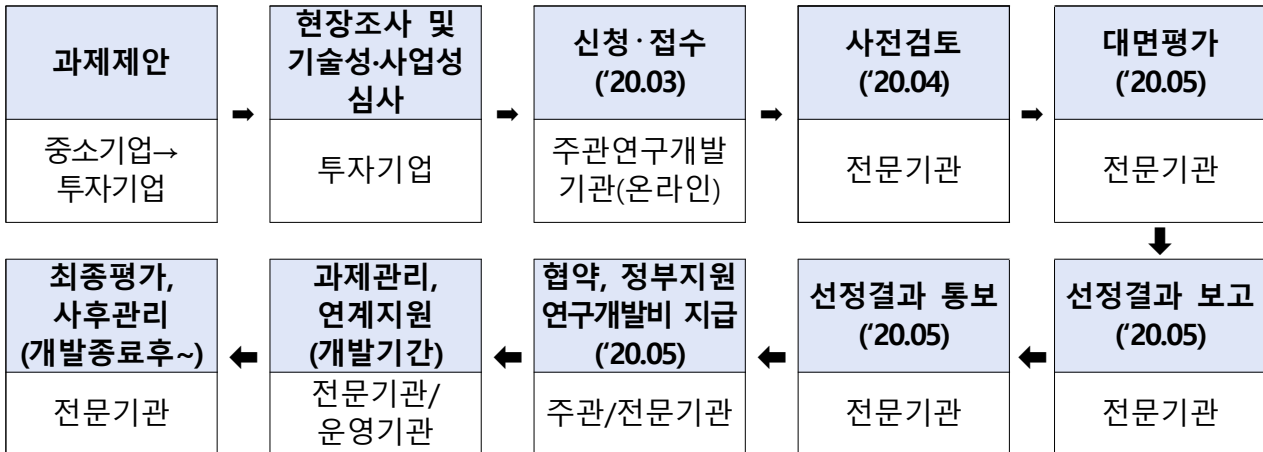 과제제안
중소기업→
투자기업
현장조사 및
기술성·사업성
심사
투자기업
신청·접수
(‘20.03)
주관연구개발
기관(온라인)
사전검토
(‘20.04)
전문기관
대면평가
(‘20.05)
전문기관
선정결과 보고
(‘20.05)
전문기관
선정결과 통보
(‘20.05)
전문기관
협약, 정부지원
연구개발비 지급
(‘20.05)
주관/전문기관
과제관리,
연계지원
(개발기간)
전문기관/
운영기관
최종평가,
사후관리
(개발종료후~)
전문기관